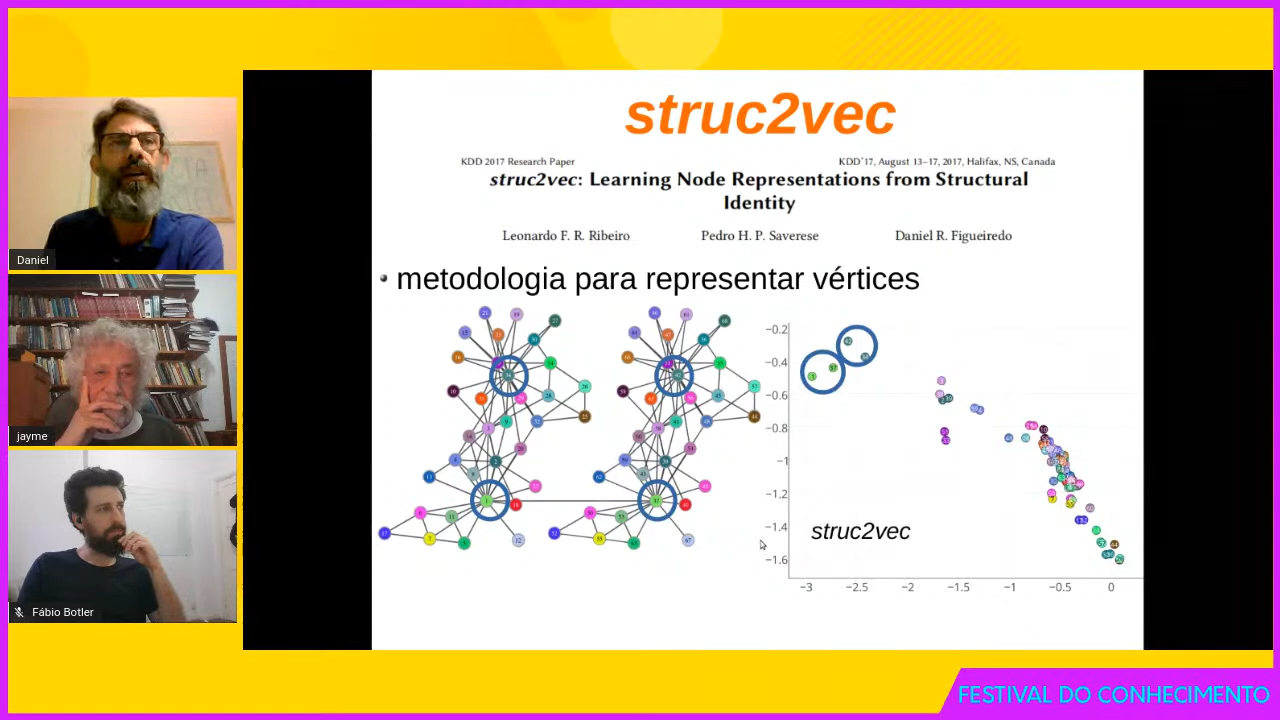 struc2vec
KDD 2017 Research Paper
KDD'17, August 13–17, 2017, Halifax, NS, Canada
struc2vec: Learning Node Representations from Structural
Identity
Leonardo F. R. Ribeiro
Pedro H. P. Saverese
Daniel R. Figueiredo
metodologia para representar vértices
−0.2
−0.4
−0.6
−0.8
−1
−1.2
−1.4
−1.6
struc2vec
−3 −2.5 −2 −1.5 −1 −0.5 0
Daniel
jayme
Fábio Botler
FESTIVAL DO CONHECIMENTO